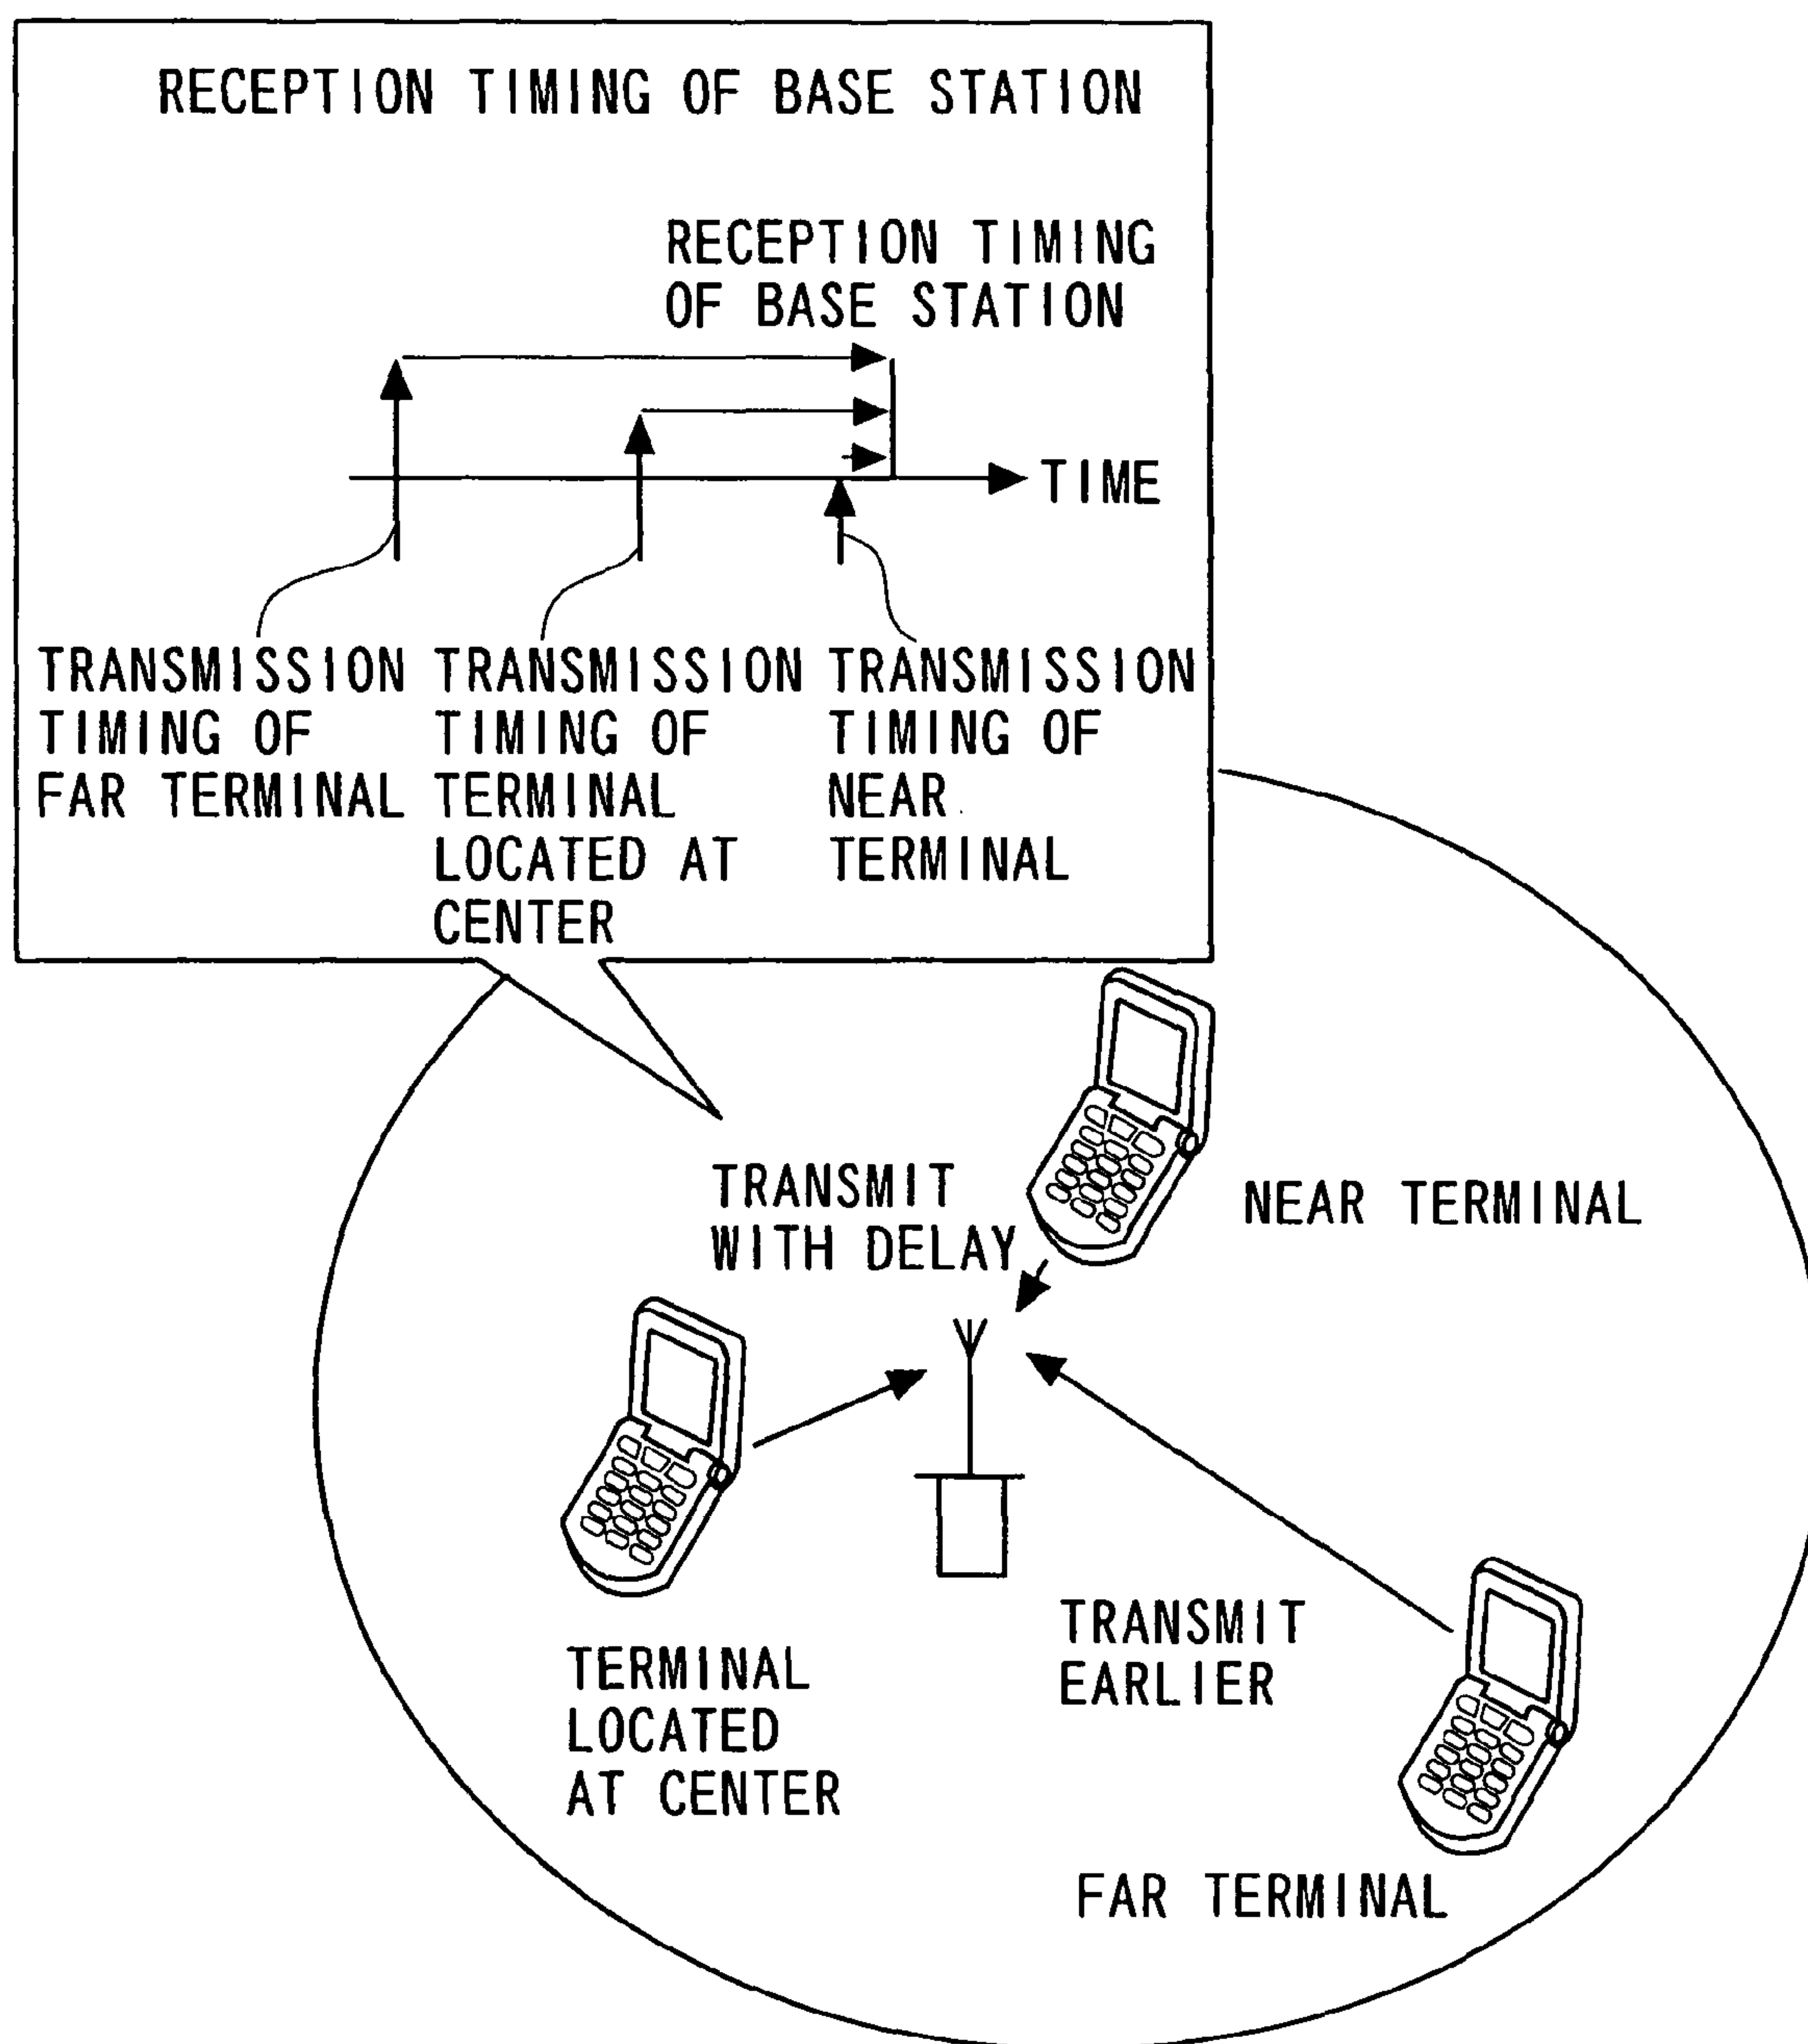 RECEPTION TIMING OF BASE STATION
RECEPTION TIMING
OF BASE STATION
TIME
TRANSMISSION
TIMING OF
FAR TERMINAL
TRANSMISSION
TIMING OF
TERMINAL
LOCATED AT
CENTER
TRANSMISSION
TIMING OF
NEAR
TERMINAL
TRANSMIT
WITH DELAY
NEAR TERMINAL
TERMINAL
LOCATED
AT CENTER
TRANSMIT
EARLIER
FAR TERMINAL